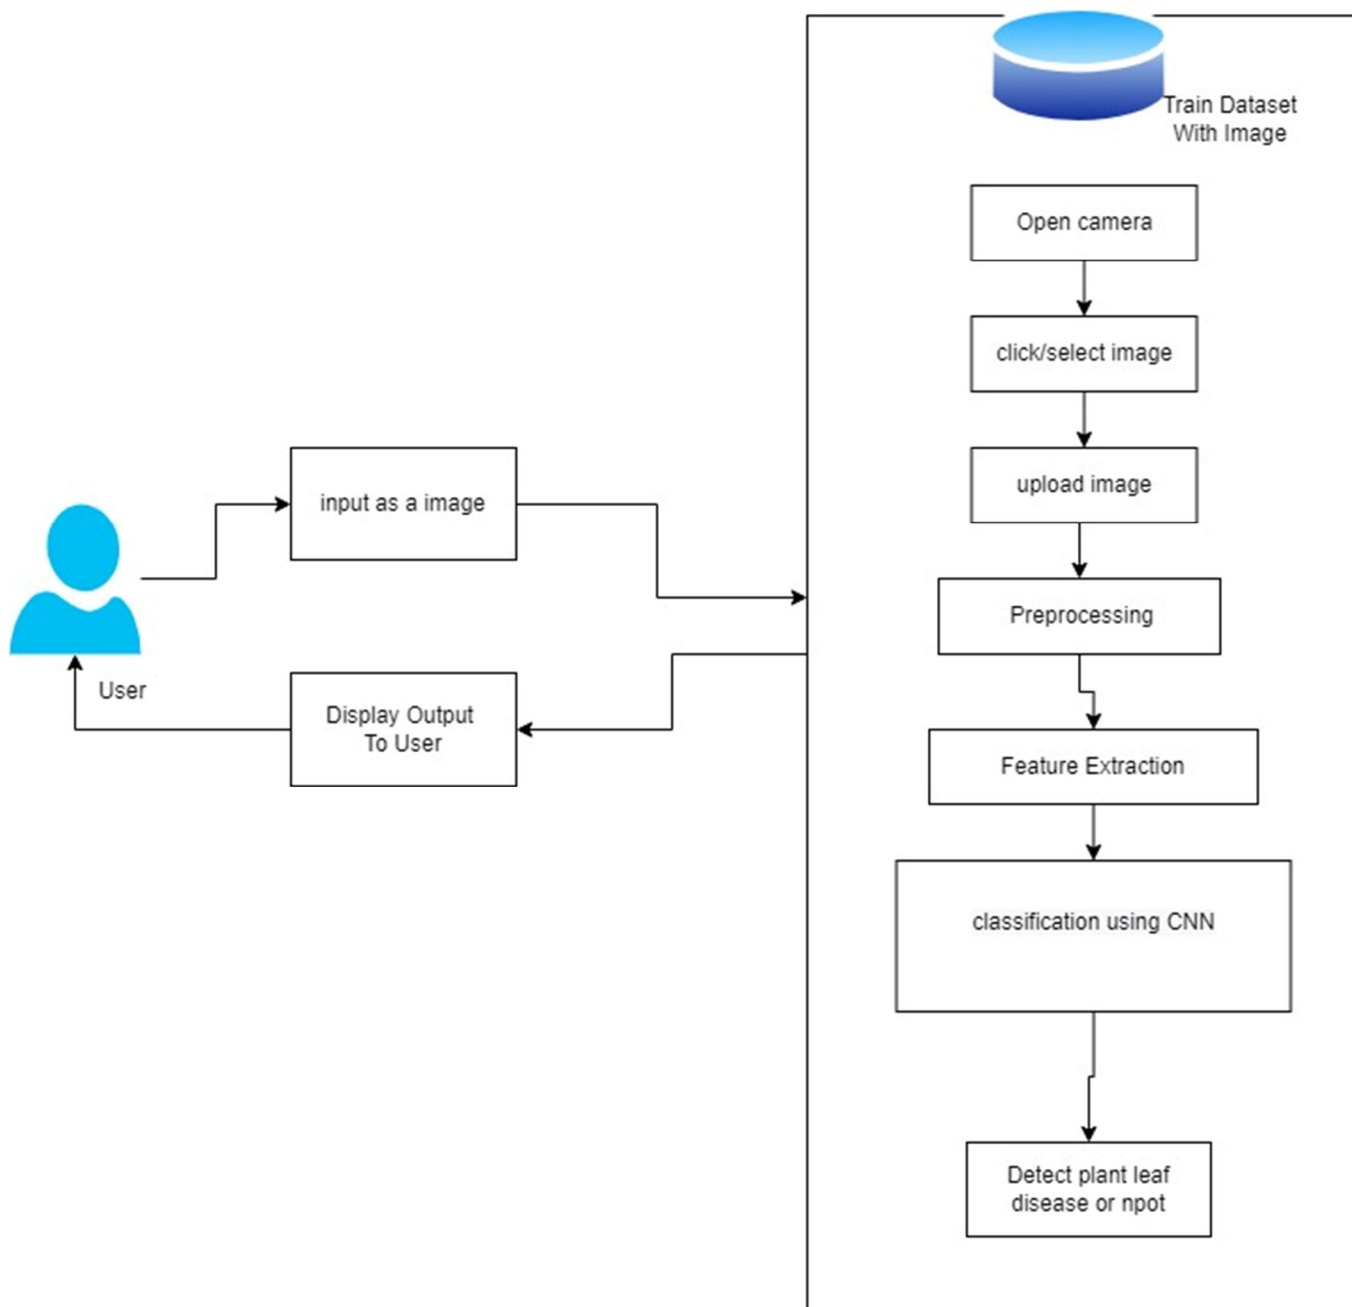 Train Dataset
With Image
Open camera
click/select image
upload image
input as a image
Preprocessing
User
Display Output
To User
Feature Extraction
classification using CNN
Detect plant leaf
disease or npot